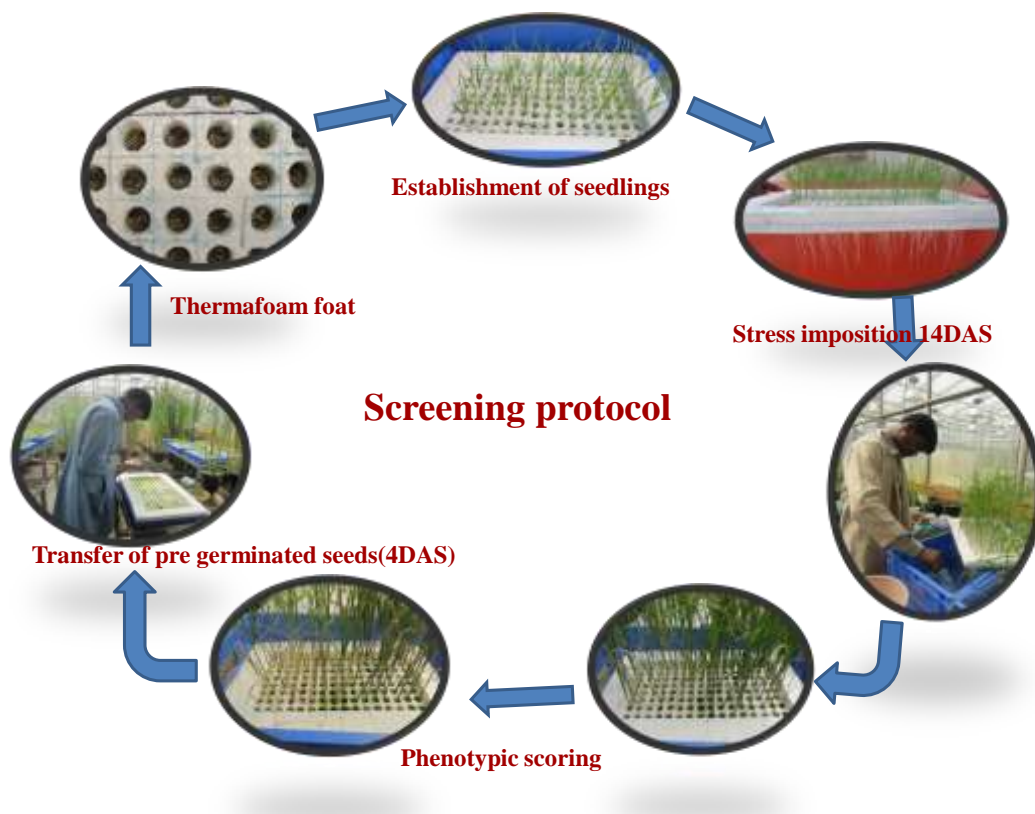 Establishment of seedlings
Thermafoam foat
Stress imposition 14DAS
Screening protocol
Transfer of pre germinated seeds(4DAS)
Phenotypic scoring